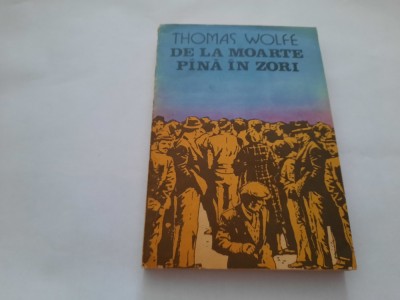 THOMAS WOLFE
DE LA MOARTE
PÎNĂ ÎN ZORI